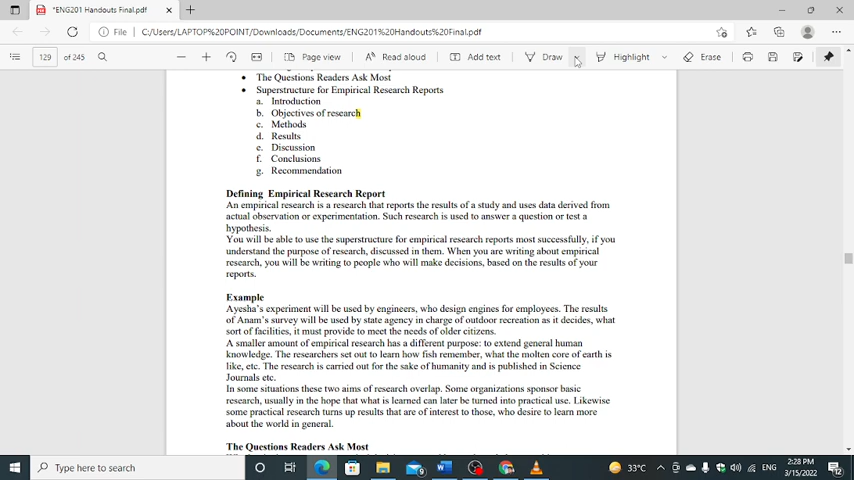 *ENG201 Handouts Final.pdf
File C:/Users/LAPTOP%20POINT/Downloads/Documents/ENG201%20Handouts%20Final.pdf
129 of 245 Page view Read aloud Add text Draw Highlight Erase
• The Questions Readers Ask Most
• Superstructure for Empirical Research Reports
a. Introduction
b. Objectives of research
c. Methods
d. Results
e. Discussion
f. Conclusions
g. Recommendation
Defining Empirical Research Report
An empirical research is a research that reports the results of a study and uses data derived from
actual observation or experimentation. Such research is used to answer a question or test a
hypothesis.
You will be able to use the superstructure for empirical research reports most successfully, if you
understand the purpose of research, discussed in them. When you are writing about empirical
research, you will be writing to people who will make decisions, based on the results of your
reports.
Example
Ayesha's experiment will be used by engineers, who design engines for employees. The results
of Anam's survey will be used by state agency in charge of outdoor recreation as it decides, what
sort of facilities, it must provide to meet the needs of older citizens.
A smaller amount of empirical research has a different purpose: to extend general human
knowledge. The researchers set out to learn how fish remember, what the molten core of earth is
like, etc. The research is carried out for the sake of humanity and is published in Science
Journals etc.
In some situations these two aims of research overlap. Some organizations sponsor basic
research, usually in the hope that what is learned can later be turned into practical use. Likewise
some practical research turns up results that are of interest to those, who desire to learn more
about the world in general.
The Questions Readers Ask Most
Type here to search
9
33°C ENG 2:28 PM
3/15/2022
12